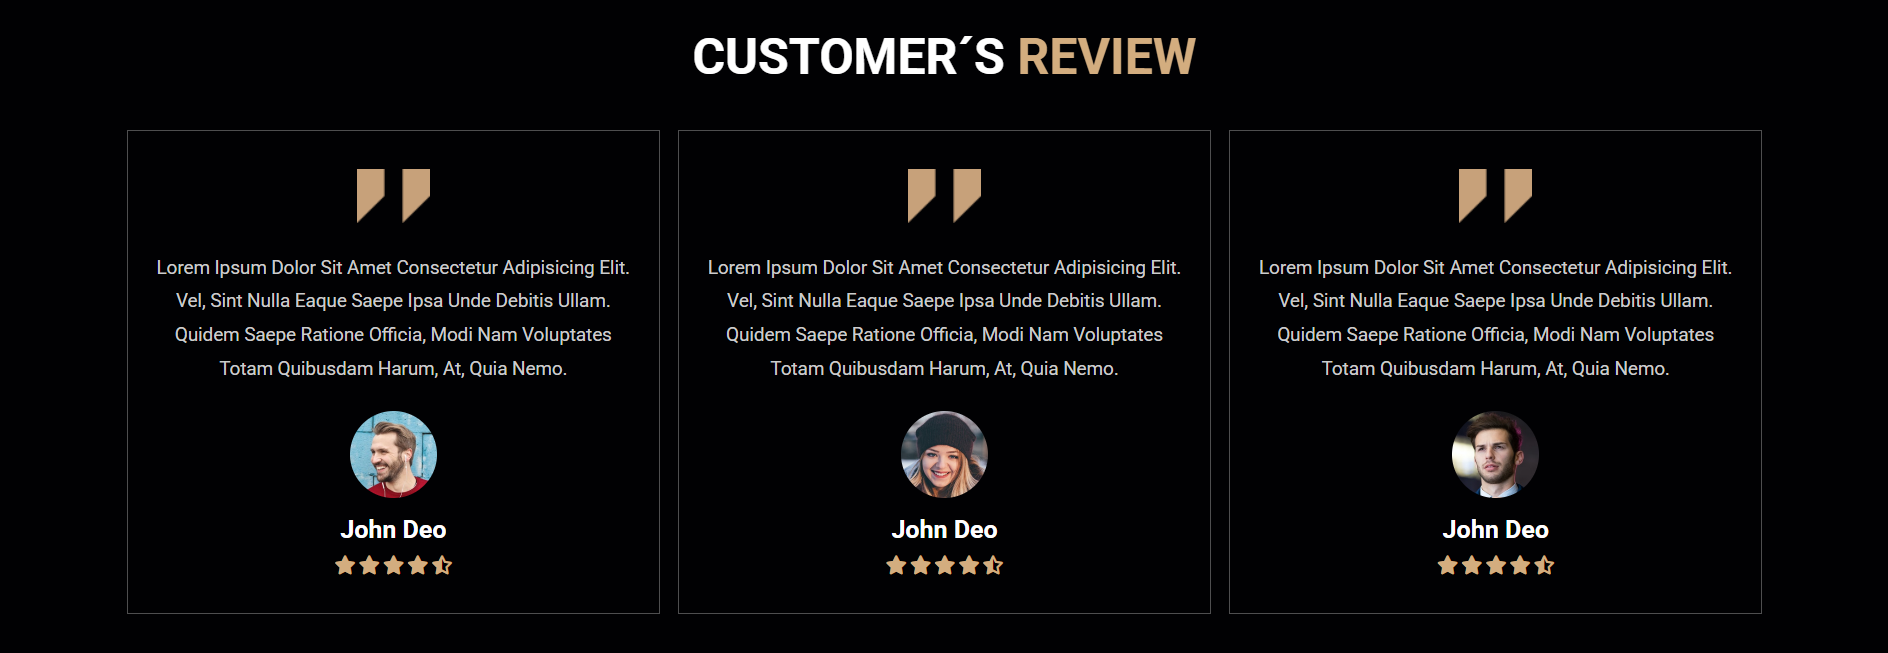 CUSTOMER´S REVIEW
Lorem Ipsum Dolor Sit Amet Consectetur Adipisicing Elit.
Vel, Sint Nulla Eaque Saepe Ipsa Unde Debitis Ullam.
Quidem Saepe Ratione Officia, Modi Nam Voluptates
Totam Quibusdam Harum, At, Quia Nemo.
John Deo
Lorem Ipsum Dolor Sit Amet Consectetur Adipisicing Elit.
Vel, Sint Nulla Eaque Saepe Ipsa Unde Debitis Ullam.
Quidem Saepe Ratione Officia, Modi Nam Voluptates
Totam Quibusdam Harum, At, Quia Nemo.
John Deo
Lorem Ipsum Dolor Sit Amet Consectetur Adipisicing Elit.
Vel, Sint Nulla Eaque Saepe Ipsa Unde Debitis Ullam.
Quidem Saepe Ratione Officia, Modi Nam Voluptates
Totam Quibusdam Harum, At, Quia Nemo.
John Deo